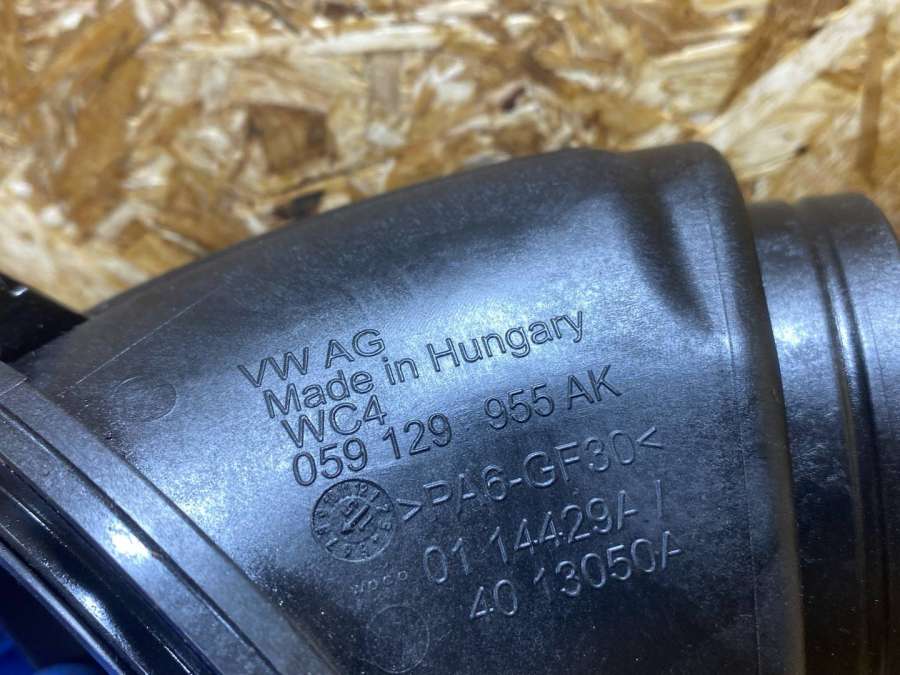 VW AG
Made in Hungary
WC4
059 129 955 AK
>PA6-GF30<
01 14429A /
40 13050A